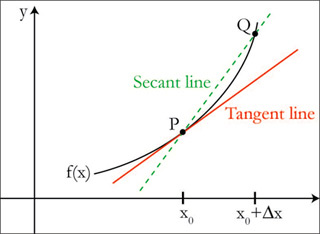 y
Q
Secant line
Tangent line
P
f(x)
x₀
x₀+Δx